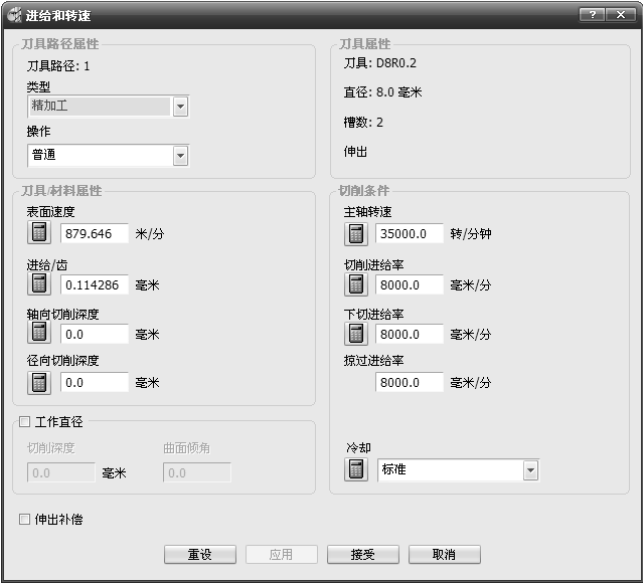 进给和转速
刀具路径属性
刀具路径: 1
类型
精加工
操作
普通
刀具属性
刀具: D8R0.2
直径: 8.0 毫米
槽数: 2
伸出
刀具/材料属性
表面速度
879.646 米/分
进给/齿
0.114286 毫米
轴向切削深度
0.0 毫米
径向切削深度
0.0 毫米
切削条件
主轴转速
35000.0 转/分钟
切削进给率
8000.0 毫米/分
下切进给率
8000.0 毫米/分
掠过进给率
8000.0 毫米/分
工作直径
切削深度 曲面倾角
0.0 毫米 0.0
冷却
标准
伸出补偿
重设 应用 接受 取消